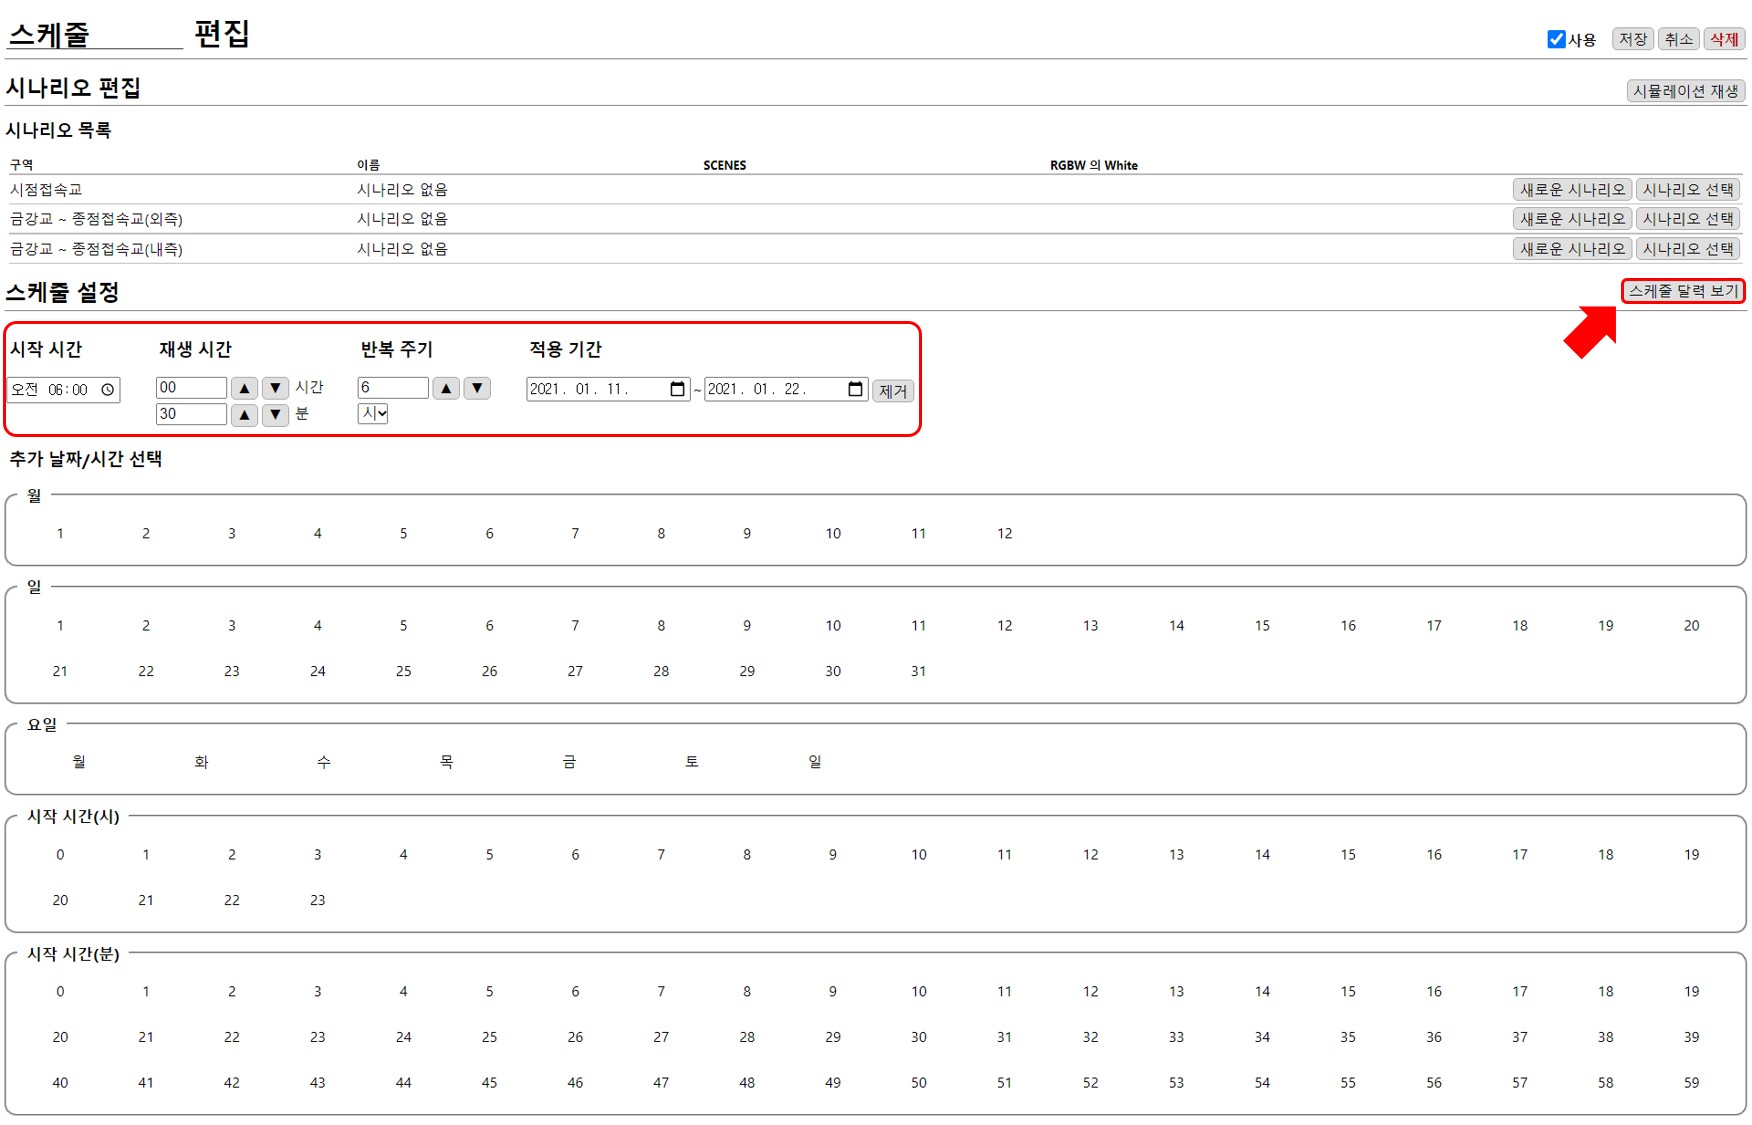 스케줄 편집
사용 저장 취소 삭제
시나리오 편집
시뮬레이션 재생
시나리오 목록
구역 이름 SCENES RGBW 의 White
시점접속교 시나리오 없음 새로운 시나리오 시나리오 선택
금강교 ~ 종점접속교(외측) 시나리오 없음 새로운 시나리오 시나리오 선택
금강교 ~ 종점접속교(내측) 시나리오 없음 새로운 시나리오 시나리오 선택
스케줄 설정
스케줄 달력 보기
시작 시간 재생 시간 반복 주기 적용 기간
오전 06:00 00 ▲ ▼ 시간 6 ▲ ▼ 2021. 01. 11. ~ 2021. 01. 22. 제거
30 ▲ ▼ 분 시
추가 날짜/시간 선택
월
1 2 3 4 5 6 7 8 9 10 11 12
일
1 2 3 4 5 6 7 8 9 10 11 12 13 14 15 16 17 18 19 20
21 22 23 24 25 26 27 28 29 30 31
요일
월 화 수 목 금 토 일
시작 시간(시)
0 1 2 3 4 5 6 7 8 9 10 11 12 13 14 15 16 17 18 19
20 21 22 23
시작 시간(분)
0 1 2 3 4 5 6 7 8 9 10 11 12 13 14 15 16 17 18 19
20 21 22 23 24 25 26 27 28 29 30 31 32 33 34 35 36 37 38 39
40 41 42 43 44 45 46 47 48 49 50 51 52 53 54 55 56 57 58 59